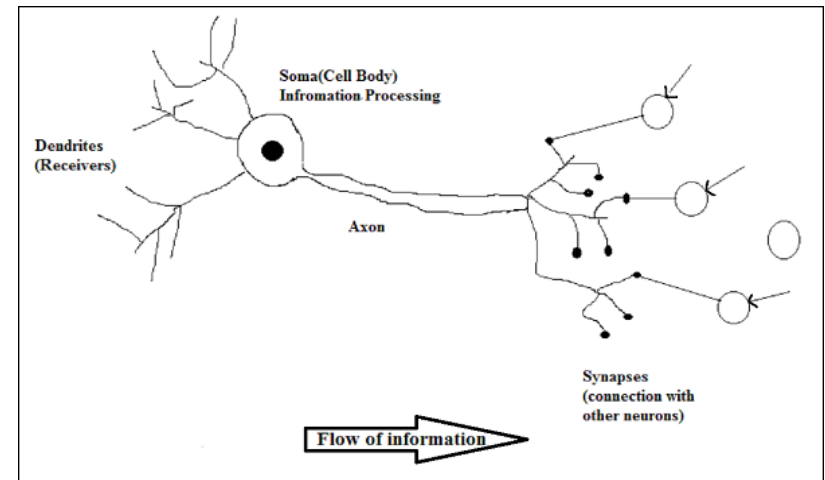 Soma(Cell Body)
Infromation Processing
Dendrites
(Receivers)
Axon
Synapses
(connection with
other neurons)
Flow of information